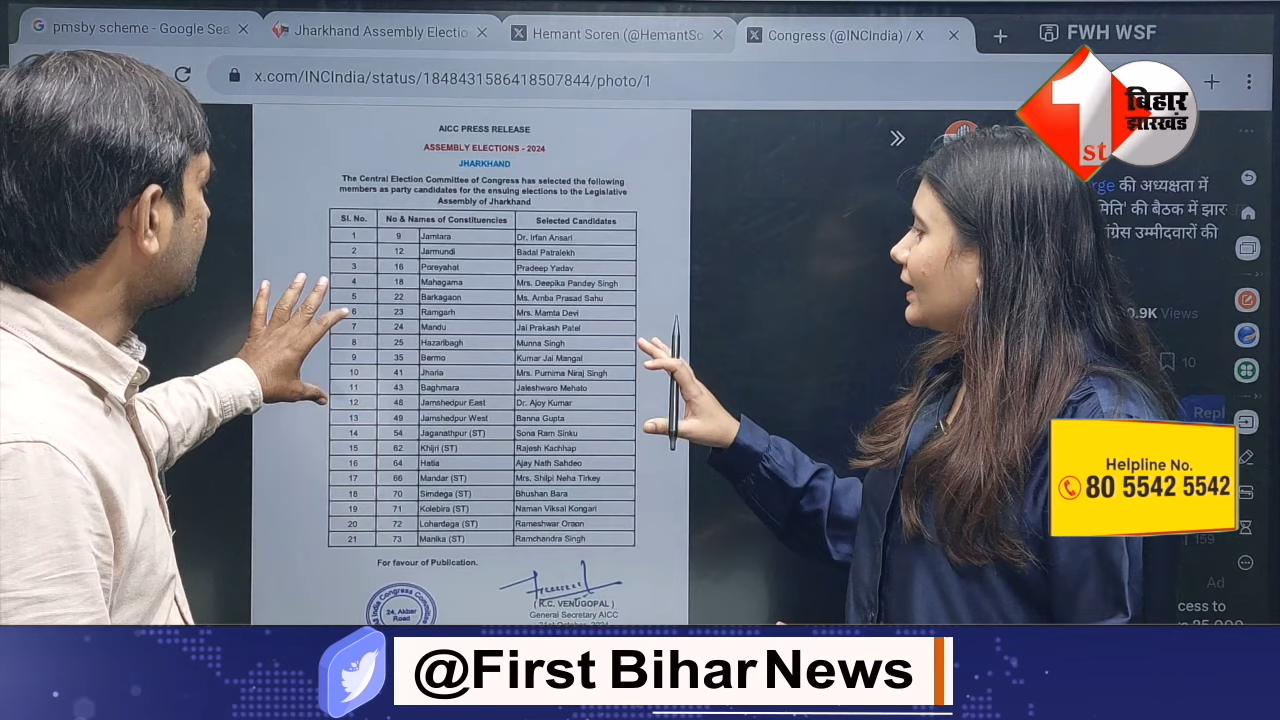 pmsby scheme - Google Sea
Jharkhand Assembly Electio
Hemant Soren (@HemantSo
Congress (@INCIndia) / X
FWH WSF
x.com/INCIndia/status/1848431586418507844/photo/1
1st
बिहार
झारखंड
AICC PRESS RELEASE
ASSEMBLY ELECTIONS - 2024
JHARKHAND
The Central Election Committee of Congress has selected the following
members as party candidates for the ensuing elections to the Legislative
Assembly of Jharkhand
Sl. No. No & Names of Constituencies Selected Candidates
1 9 Jamtara Dr. Irfan Ansari
2 12 Jarmundi Badal Patralekh
3 16 Poreyahat Pradeep Yadav
4 18 Mahagama Mrs. Deepika Pandey Singh
5 22 Barkagaon Ms. Amba Prasad Sahu
6 23 Ramgarh Mrs. Mamta Devi
7 24 Mandu Jai Prakash Patel
8 25 Hazaribagh Munna Singh
9 35 Bermo Kumar Jai Mangal
10 41 Jharia Mrs. Purnima Niraj Singh
11 43 Baghmara Jaleshwaro Mehato
12 48 Jamshedpur East Dr. Ajoy Kumar
13 49 Jamshedpur West Banna Gupta
14 54 Jaganathpur (ST) Sona Ram Sinku
15 62 Khijri (ST) Rajesh Kachhap
16 64 Hatia Ajay Nath Sahdeo
17 66 Mandar (ST) Mrs. Shilpi Neha Tirkey
18 70 Simdega (ST) Bhushan Bara
19 71 Kolebira (ST) Naman Viksal Kongari
20 72 Lohardaga (ST) Rameshwar Oraon
21 73 Manika (ST) Ramchandra Singh
For favour of Publication.
( K.C. VENUGOPAL )
General Secretary AICC
24, Akbar
Road
की अध्यक्षता में
की बैठक में झार
उम्मीदवारों की
0.9K Views
10
Repl
159
Ad
cess to
Helpline No.
80 5542 5542
@First Bihar News